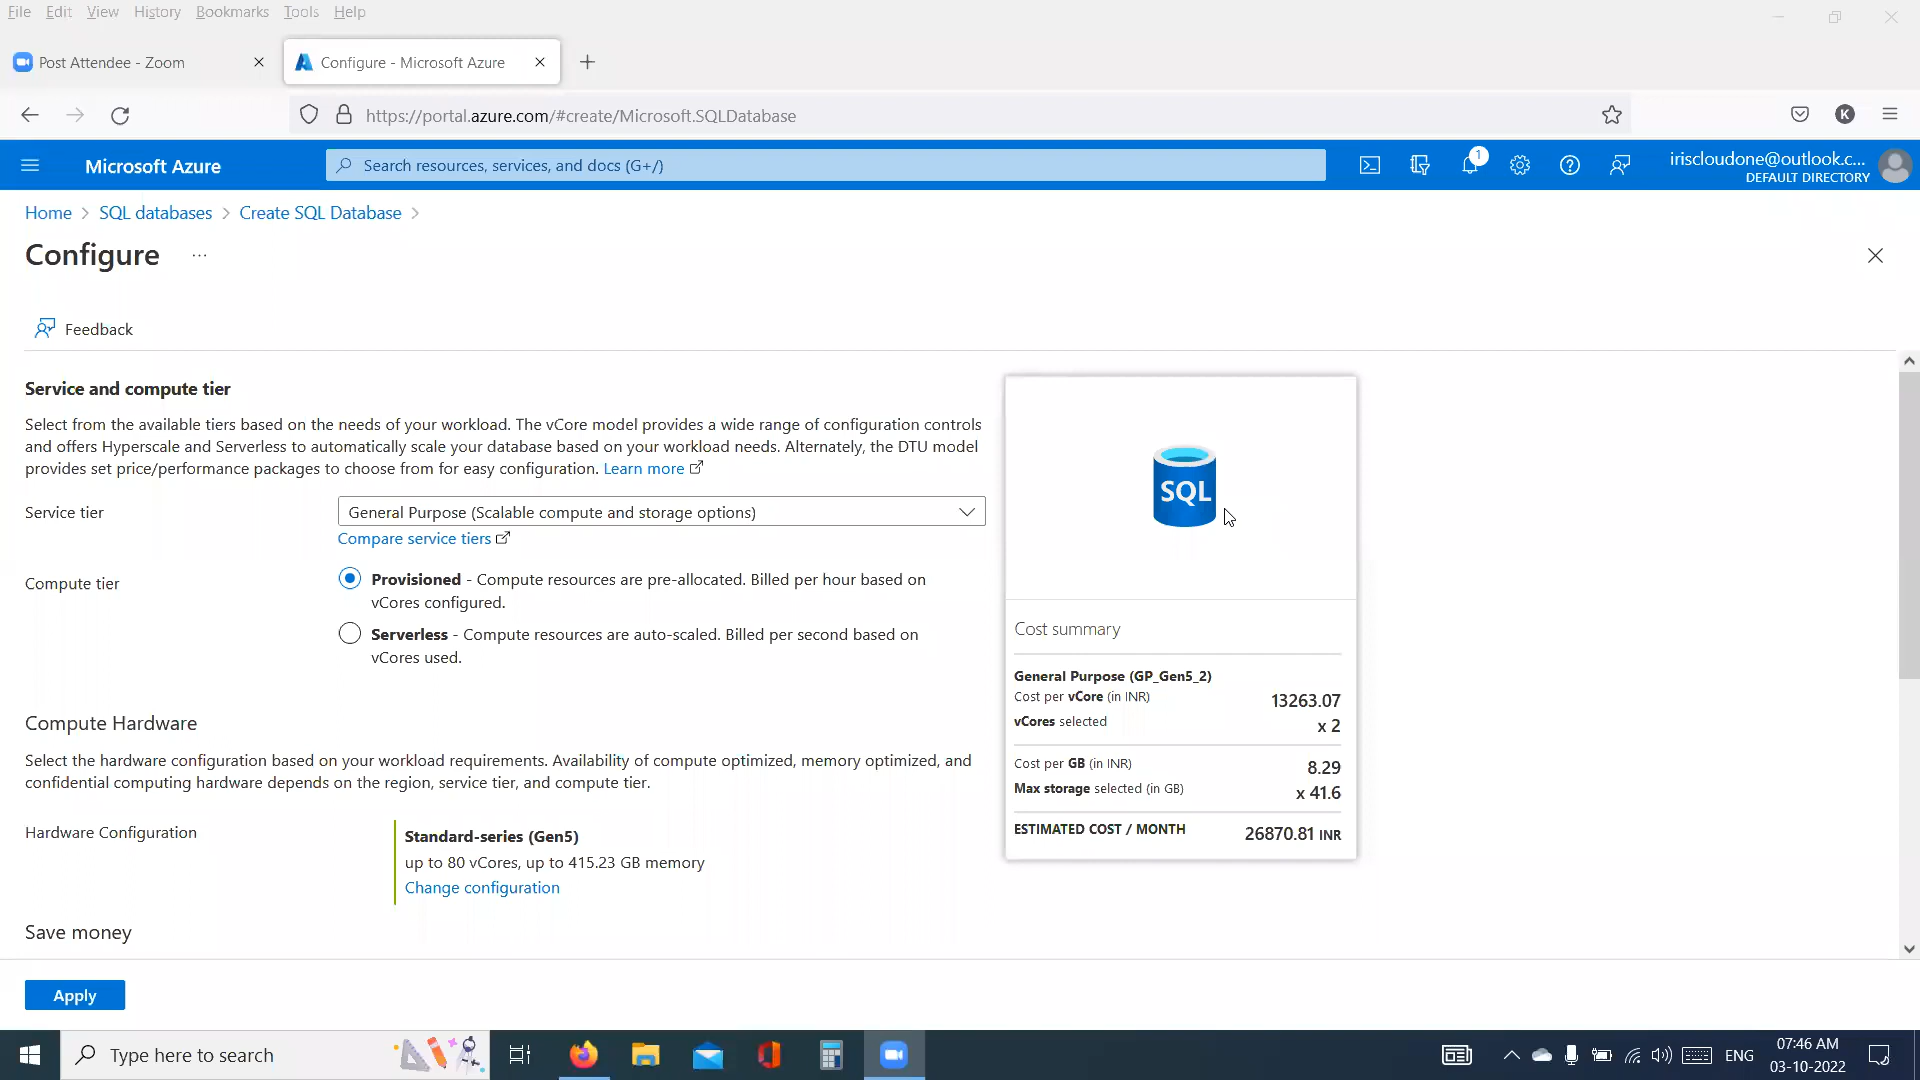 File Edit View History Bookmarks Tools Help
Post Attendee - Zoom
Configure - Microsoft Azure
https://portal.azure.com/#create/Microsoft.SQLDatabase
K
Microsoft Azure
Search resources, services, and docs (G+/)
1
iriscloudone@outlook.c...
DEFAULT DIRECTORY
Home > SQL databases > Create SQL Database >
Configure ...
Feedback
Service and compute tier
Select from the available tiers based on the needs of your workload. The vCore model provides a wide range of configuration controls
and offers Hyperscale and Serverless to automatically scale your database based on your workload needs. Alternately, the DTU model
provides set price/performance packages to choose from for easy configuration. Learn more
Service tier
General Purpose (Scalable compute and storage options)
Compare service tiers
Compute tier
Provisioned - Compute resources are pre-allocated. Billed per hour based on
vCores configured.
Serverless - Compute resources are auto-scaled. Billed per second based on
vCores used.
Compute Hardware
Select the hardware configuration based on your workload requirements. Availability of compute optimized, memory optimized, and
confidential computing hardware depends on the region, service tier, and compute tier.
Hardware Configuration
Standard-series (Gen5)
up to 80 vCores, up to 415.23 GB memory
Change configuration
Save money
SQL
Cost summary
General Purpose (GP_Gen5_2)
Cost per vCore (in INR) 13263.07
vCores selected x 2
Cost per GB (in INR) 8.29
Max storage selected (in GB) x 41.6
ESTIMATED COST / MONTH 26870.81 INR
Apply
Type here to search
ENG
07:46 AM
03-10-2022